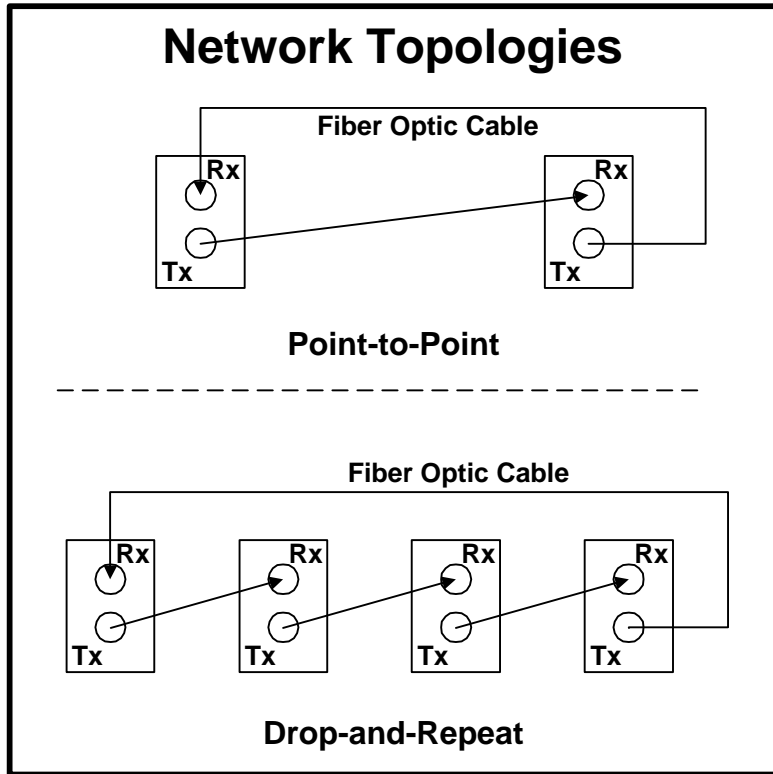 Network Topologies
Fiber Optic Cable
Rx
Rx
Tx
Tx
Point-to-Point
Fiber Optic Cable
Rx
Rx
Rx
Rx
Tx
Tx
Tx
Tx
Drop-and-Repeat